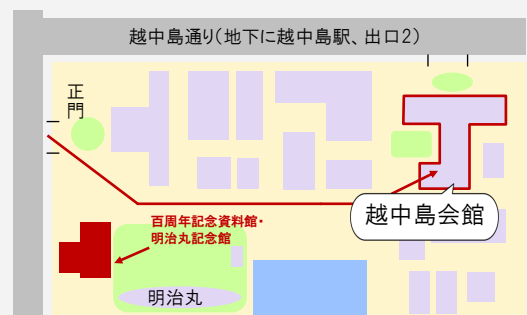 越中島通り(地下に越中島駅、出口2)
正門
越中島会館
百周年記念資料館・
明治丸記念館
明治丸